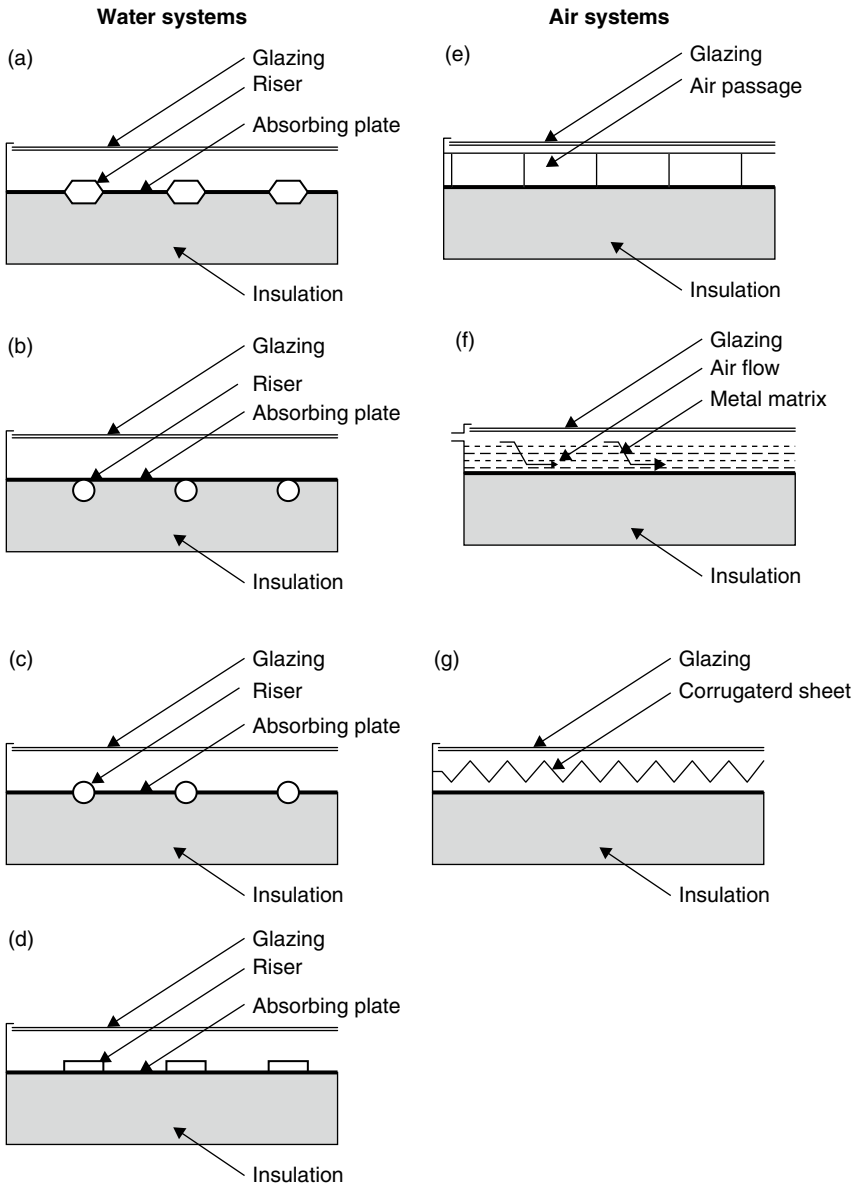 Water systems
(a)
Glazing
Riser
Absorbing plate
Insulation
(b)
Glazing
Riser
Absorbing plate
Insulation
(c)
Glazing
Riser
Absorbing plate
Insulation
(d)
Glazing
Riser
Absorbing plate
Insulation
Air systems
(e)
Glazing
Air passage
Insulation
(f)
Glazing
Air flow
Metal matrix
Insulation
(g)
Glazing
Corrugaterd sheet
Insulation